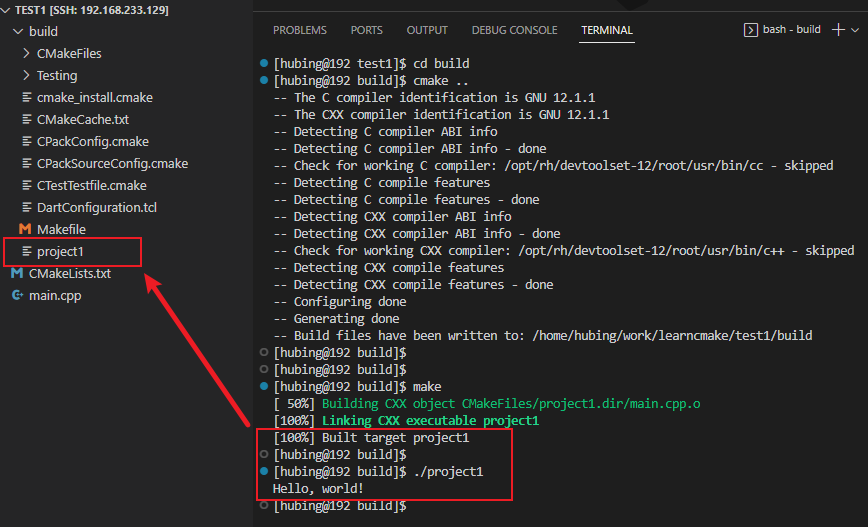 TEST1 [SSH: 192.168.233.129]
build
CMakeFiles
Testing
cmake_install.cmake
CMakeCache.txt
CPackConfig.cmake
CPackSourceConfig.cmake
CTestTestfile.cmake
DartConfiguration.tcl
Makefile
project1
CMakeLists.txt
main.cpp
PROBLEMS PORTS OUTPUT DEBUG CONSOLE TERMINAL bash - build
[hubing@192 test1]$ cd build
[hubing@192 build]$ cmake ..
-- The C compiler identification is GNU 12.1.1
-- The CXX compiler identification is GNU 12.1.1
-- Detecting C compiler ABI info
-- Detecting C compiler ABI info - done
-- Check for working C compiler: /opt/rh/devtoolset-12/root/usr/bin/cc - skipped
-- Detecting C compile features
-- Detecting C compile features - done
-- Detecting CXX compiler ABI info
-- Detecting CXX compiler ABI info - done
-- Check for working CXX compiler: /opt/rh/devtoolset-12/root/usr/bin/c++ - skipped
-- Detecting CXX compile features
-- Detecting CXX compile features - done
-- Configuring done
-- Generating done
-- Build files have been written to: /home/hubing/work/learncmake/test1/build
[hubing@192 build]$
[hubing@192 build]$
[hubing@192 build]$ make
[ 50%] Building CXX object CMakeFiles/project1.dir/main.cpp.o
[100%] Linking CXX executable project1
[100%] Built target project1
[hubing@192 build]$
[hubing@192 build]$ ./project1
Hello, world!
[hubing@192 build]$